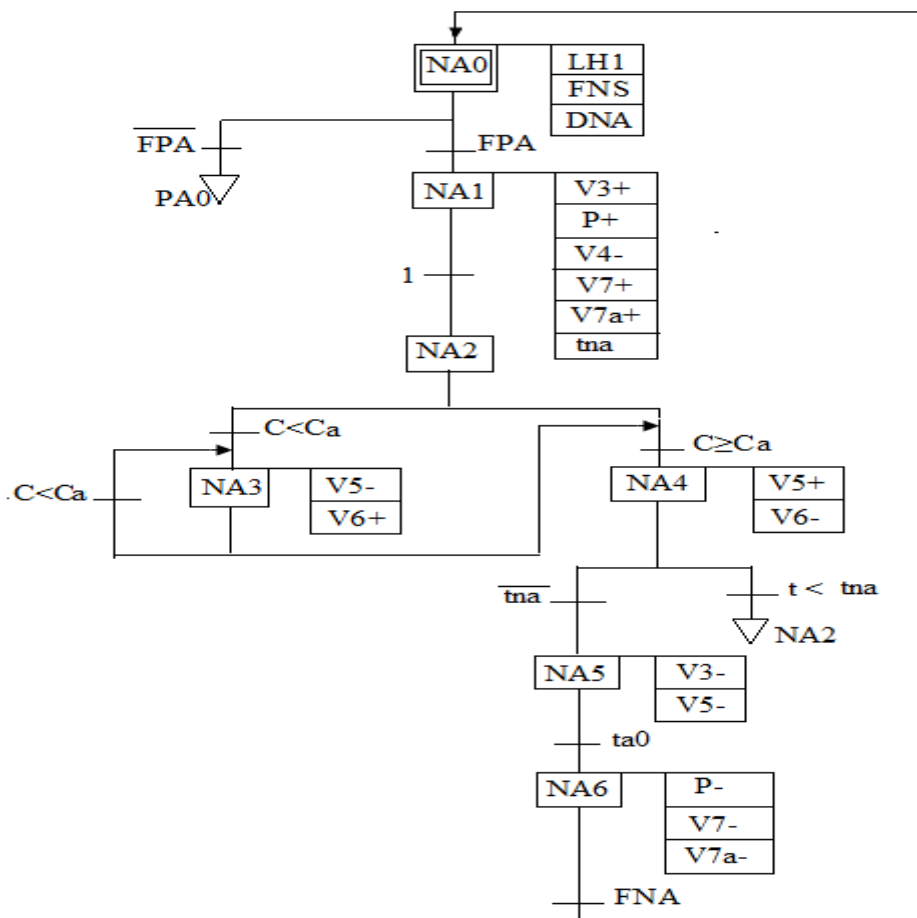 NA0
LH1
FNS
DNA
FPA
FPA
PA0
NA1
V3+
P+
V4-
V7+
V7a+
tna
1
NA2
C<Ca
C≥Ca
.C<Ca
NA3
V5-
V6+
NA4
V5+
V6-
tna
t < tna
NA2
NA5
V3-
V5-
ta0
NA6
P-
V7-
V7a-
FNA